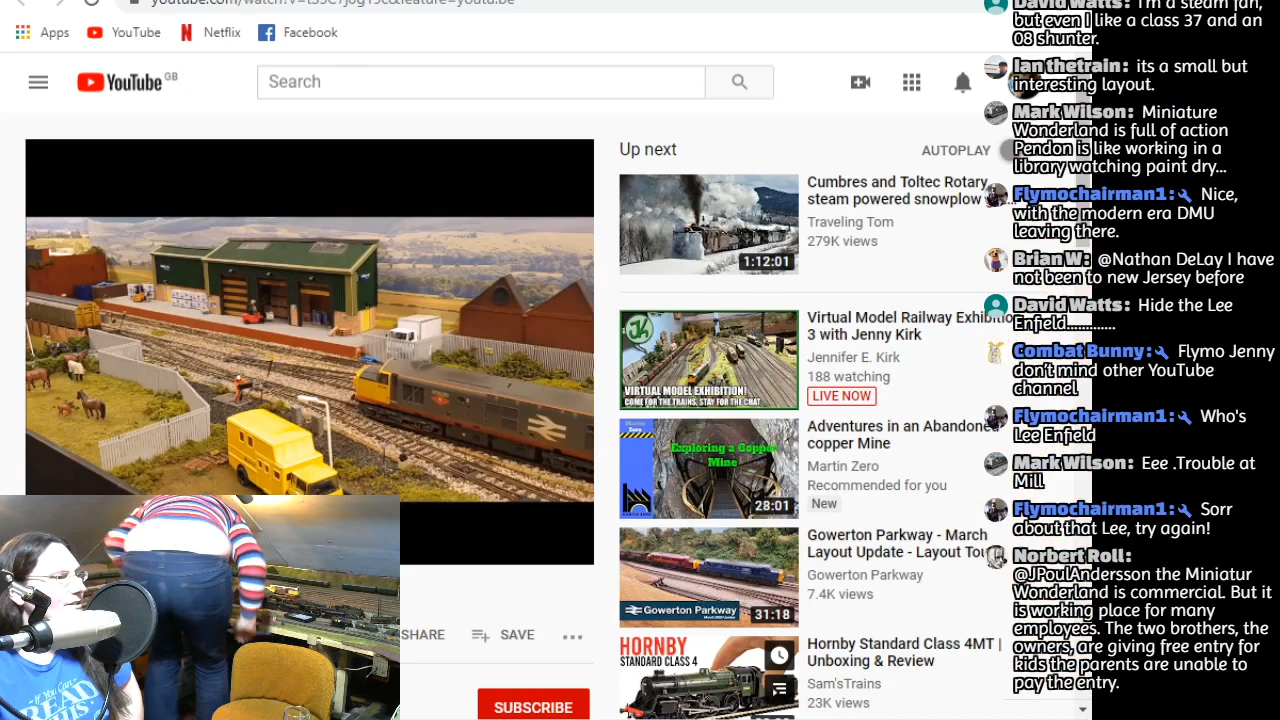 Apps YouTube Netflix Facebook
YouTube GB
Search
Up next
AUTOPLAY
Cumbres and Toltec Rotary
steam powered snowplow
Traveling Tom
279K views
1:12:01
Virtual Model Railway Exhibition
3 with Jenny Kirk
Jennifer E. Kirk
188 watching
LIVE NOW
VIRTUAL MODEL EXHIBITION!
COME FOR THE TRAINS, STAY FOR THE CHAT
Adventures in an Abandoned
copper Mine
Martin Zero
Recommended for you
New
Exploring a Copper
Mine
28:01
Gowerton Parkway - March
Layout Update - Layout Tou
Gowerton Parkway
7.4K views
Gowerton Parkway
31:18
Hornby Standard Class 4MT |
Unboxing & Review
Sam'sTrains
23K views
HORNBY
STANDARD CLASS 4
SHARE
SAVE
SUBSCRIBE
IF YOU CAN
READ
THIS
David Watts: I'm a steam fan,
but even I like a class 37 and an
08 shunter.
Ian thetrain: its a small but
interesting layout.
Mark Wilson: Miniature
Wonderland is full of action
Pendon is like working in a
library watching paint dry...
Flymochairman1: Nice,
with the modern era DMU
leaving there.
Brian W: @Nathan DeLay I have
not been to new Jersey before
David Watts: Hide the Lee
Enfield.............
Combat Bunny: Flymo Jenny
don't mind other YouTube
channel
Flymochairman1: Who's
Lee Enfield
Mark Wilson: Eee .Trouble at
Mill
Flymochairman1: Sorr
about that Lee, try again!
Norbert Roll:
@JPoulAndersson the Miniatur
Wonderland is commercial. But it
is working place for many
employees. The two brothers, the
owners, are giving free entry for
kids the parents are unable to
pay the entry.